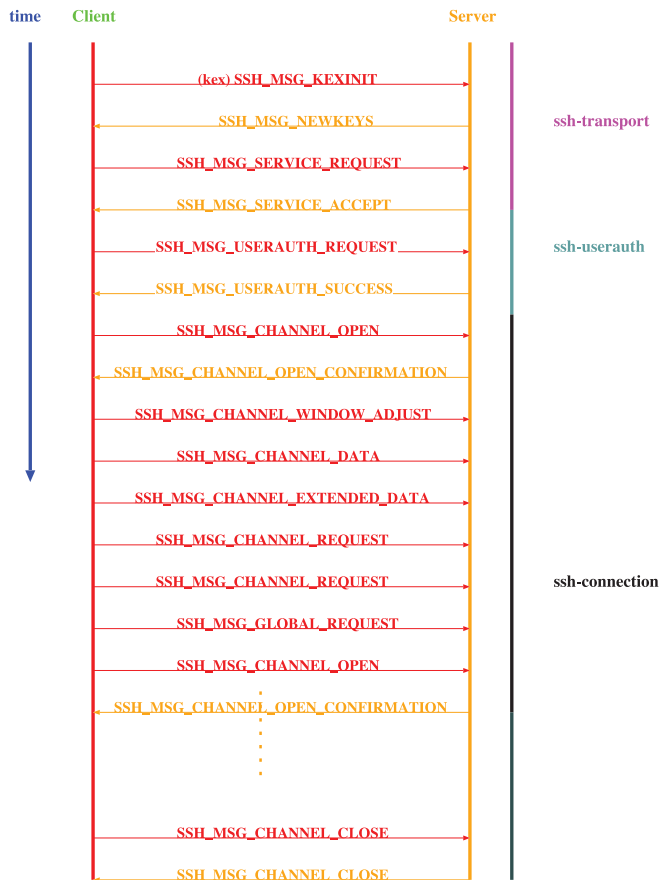 time Client Server
(kex) SSH_MSG_KEXINIT
SSH_MSG_NEWKEYS ssh-transport
SSH_MSG_SERVICE_REQUEST
SSH_MSG_SERVICE_ACCEPT
SSH_MSG_USERAUTH_REQUEST ssh-userauth
SSH_MSG_USERAUTH_SUCCESS
SSH_MSG_CHANNEL_OPEN
SSH_MSG_CHANNEL_OPEN_CONFIRMATION
SSH_MSG_CHANNEL_WINDOW_ADJUST
SSH_MSG_CHANNEL_DATA
SSH_MSG_CHANNEL_EXTENDED_DATA
SSH_MSG_CHANNEL_REQUEST
SSH_MSG_CHANNEL_REQUEST ssh-connection
SSH_MSG_GLOBAL_REQUEST
SSH_MSG_CHANNEL_OPEN
SSH_MSG_CHANNEL_OPEN_CONFIRMATION
SSH_MSG_CHANNEL_CLOSE
SSH_MSG_CHANNEL_CLOSE